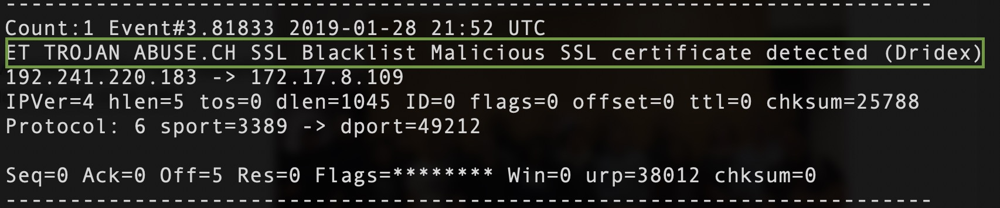 --------------------------------------------------------------------------
Count:1 Event#3.81833 2019-01-28 21:52 UTC
ET TROJAN ABUSE.CH SSL Blacklist Malicious SSL certificate detected (Dridex)
192.241.220.183 -> 172.17.8.109
IPVer=4 hlen=5 tos=0 dlen=1045 ID=0 flags=0 offset=0 ttl=0 chksum=25788
Protocol: 6 sport=3389 -> dport=49212
Seq=0 Ack=0 Off=5 Res=0 Flags=******** Win=0 urp=38012 chksum=0
--------------------------------------------------------------------------